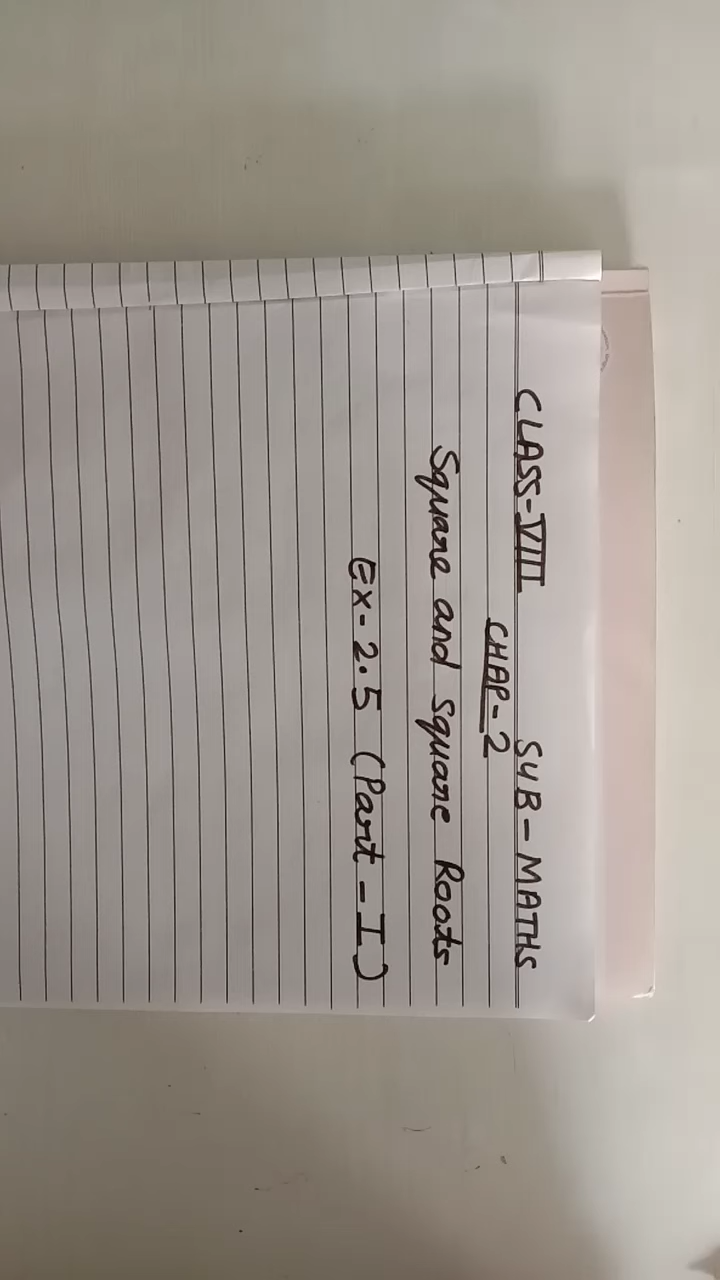 CLASS-VIII SUB-MATHS
CHAP-2
Square and Square Roots
Ex-2.5 (Part-I)